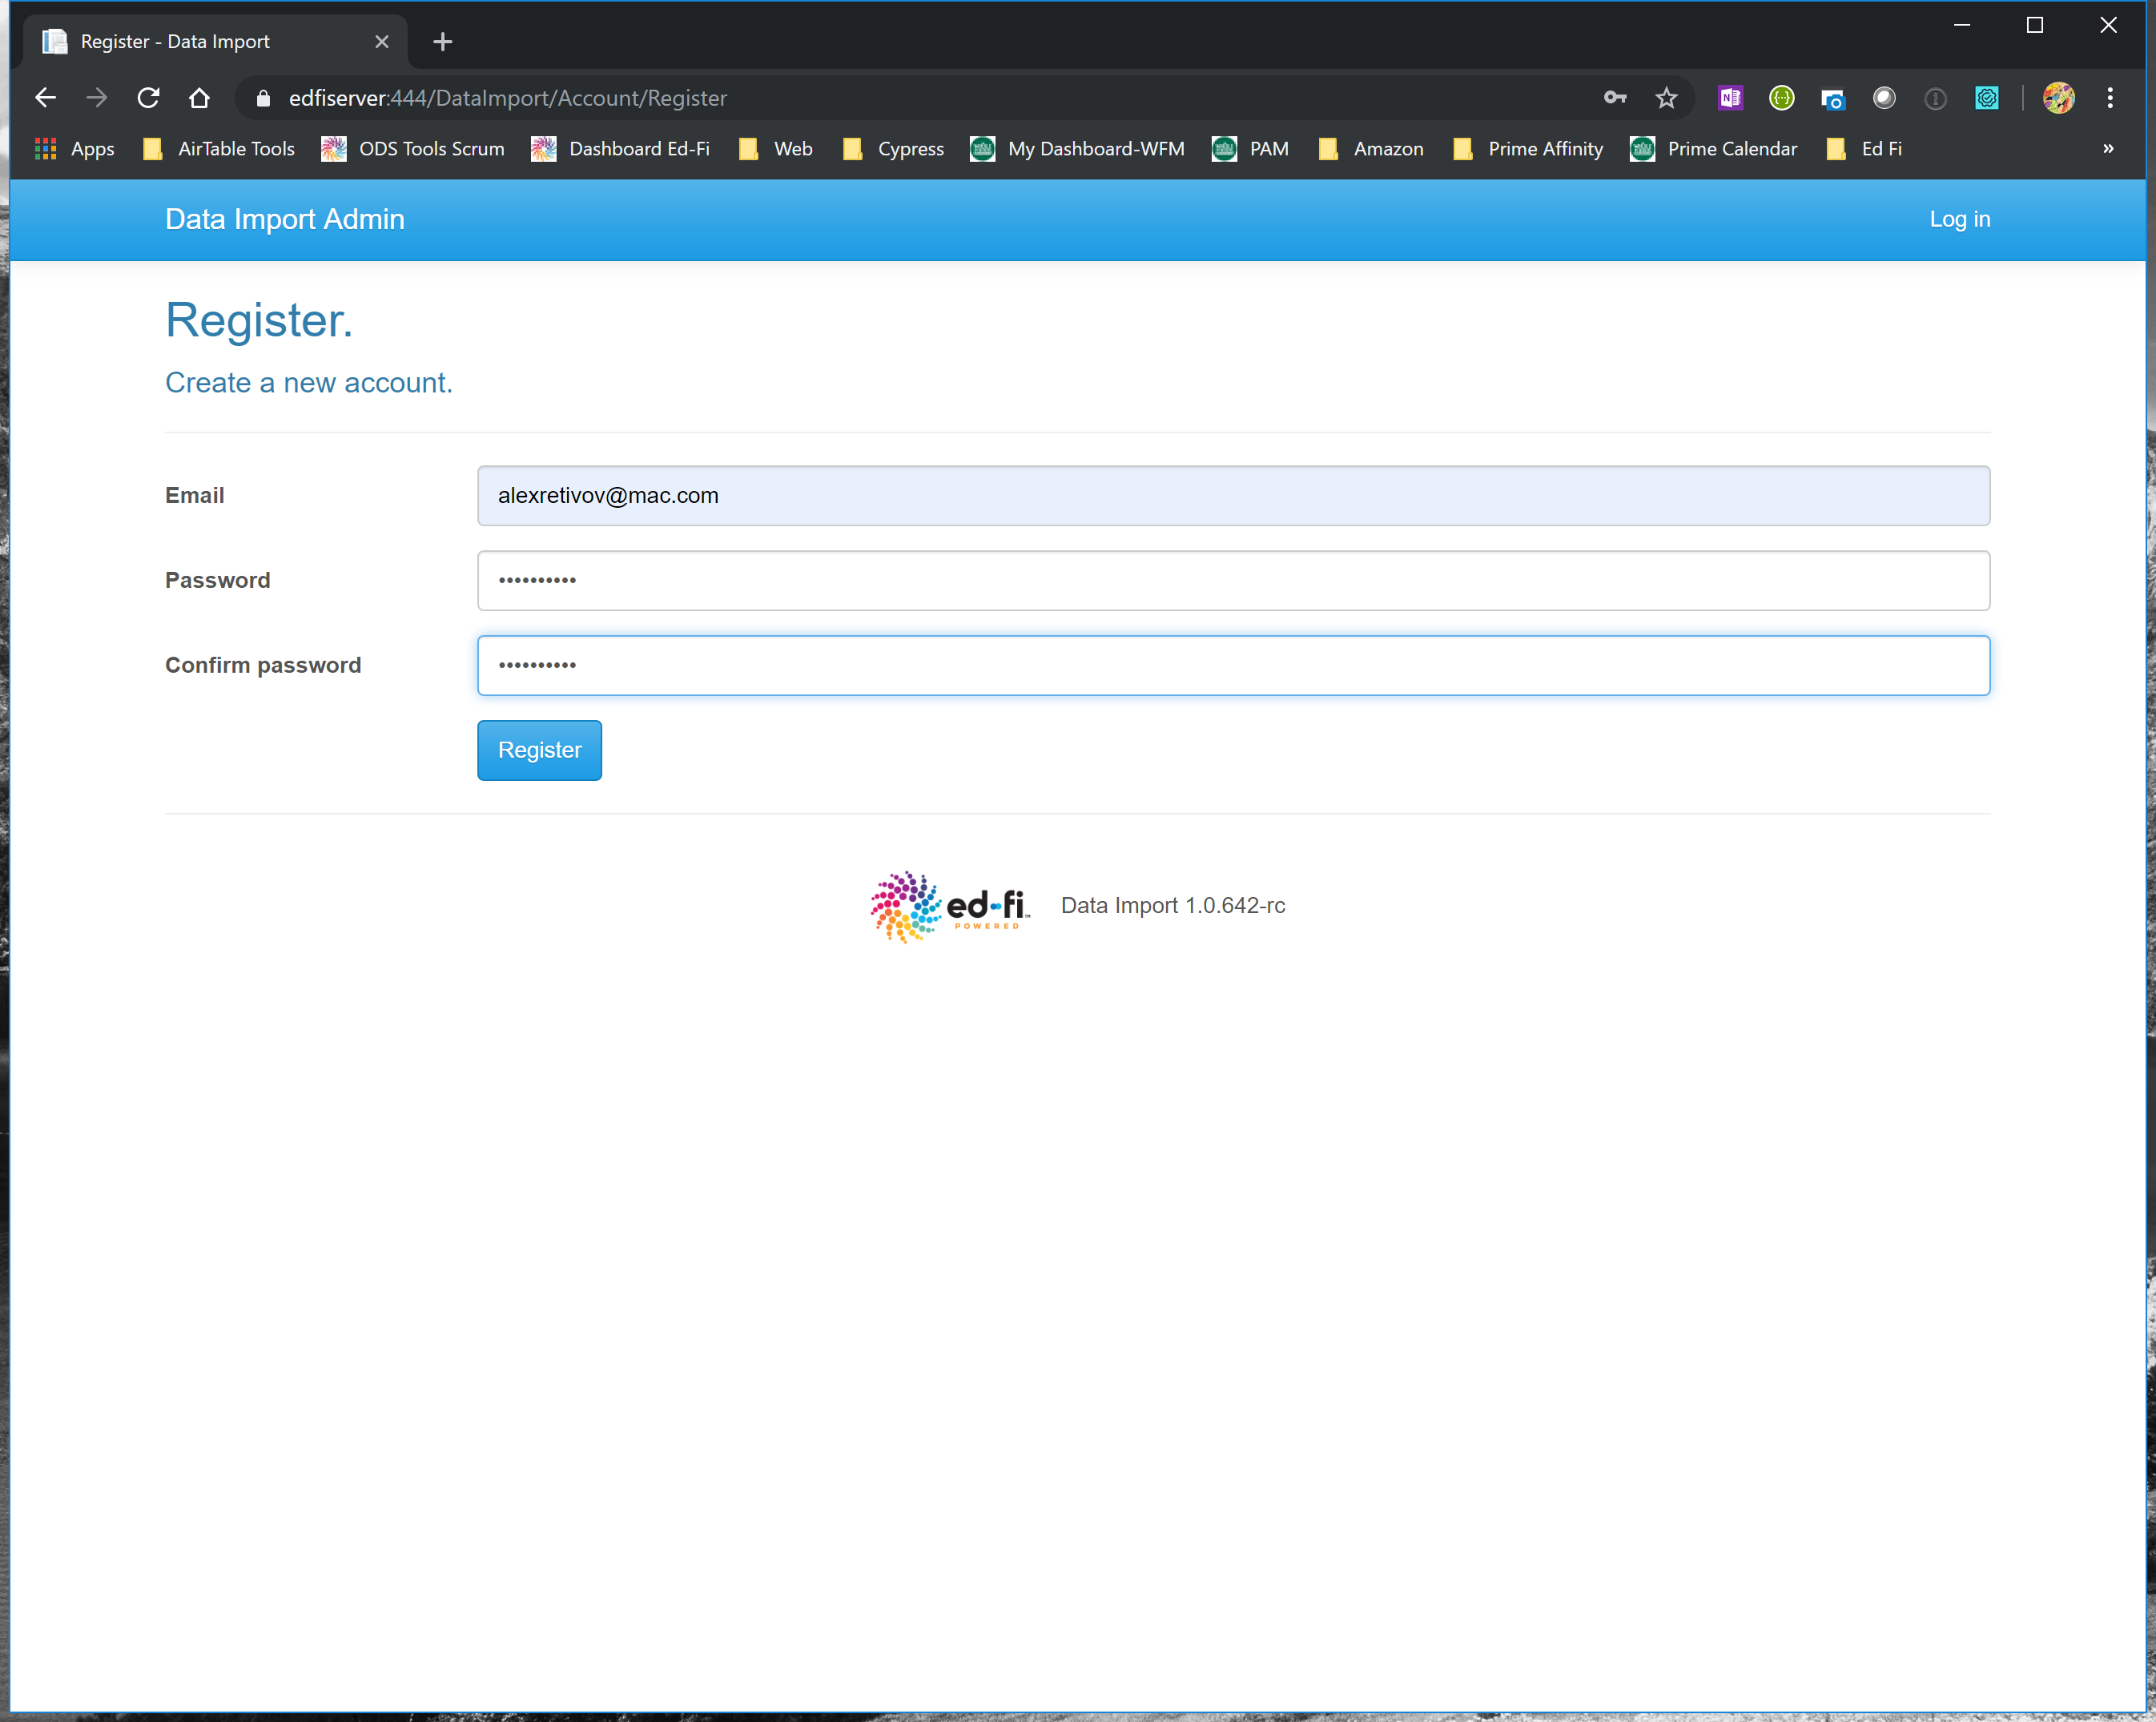 Register - Data Import
edfiserver:444/DataImport/Account/Register
Apps AirTable Tools ODS Tools Scrum Dashboard Ed-Fi Web Cypress My Dashboard-WFM PAM Amazon Prime Affinity Prime Calendar Ed Fi »
Data Import Admin Log in
Register.
Create a new account.
Email alexretivov@mac.com
Password ••••••••••
Confirm password ••••••••••
Register
ed-fi™ Data Import 1.0.642-rc
POWERED